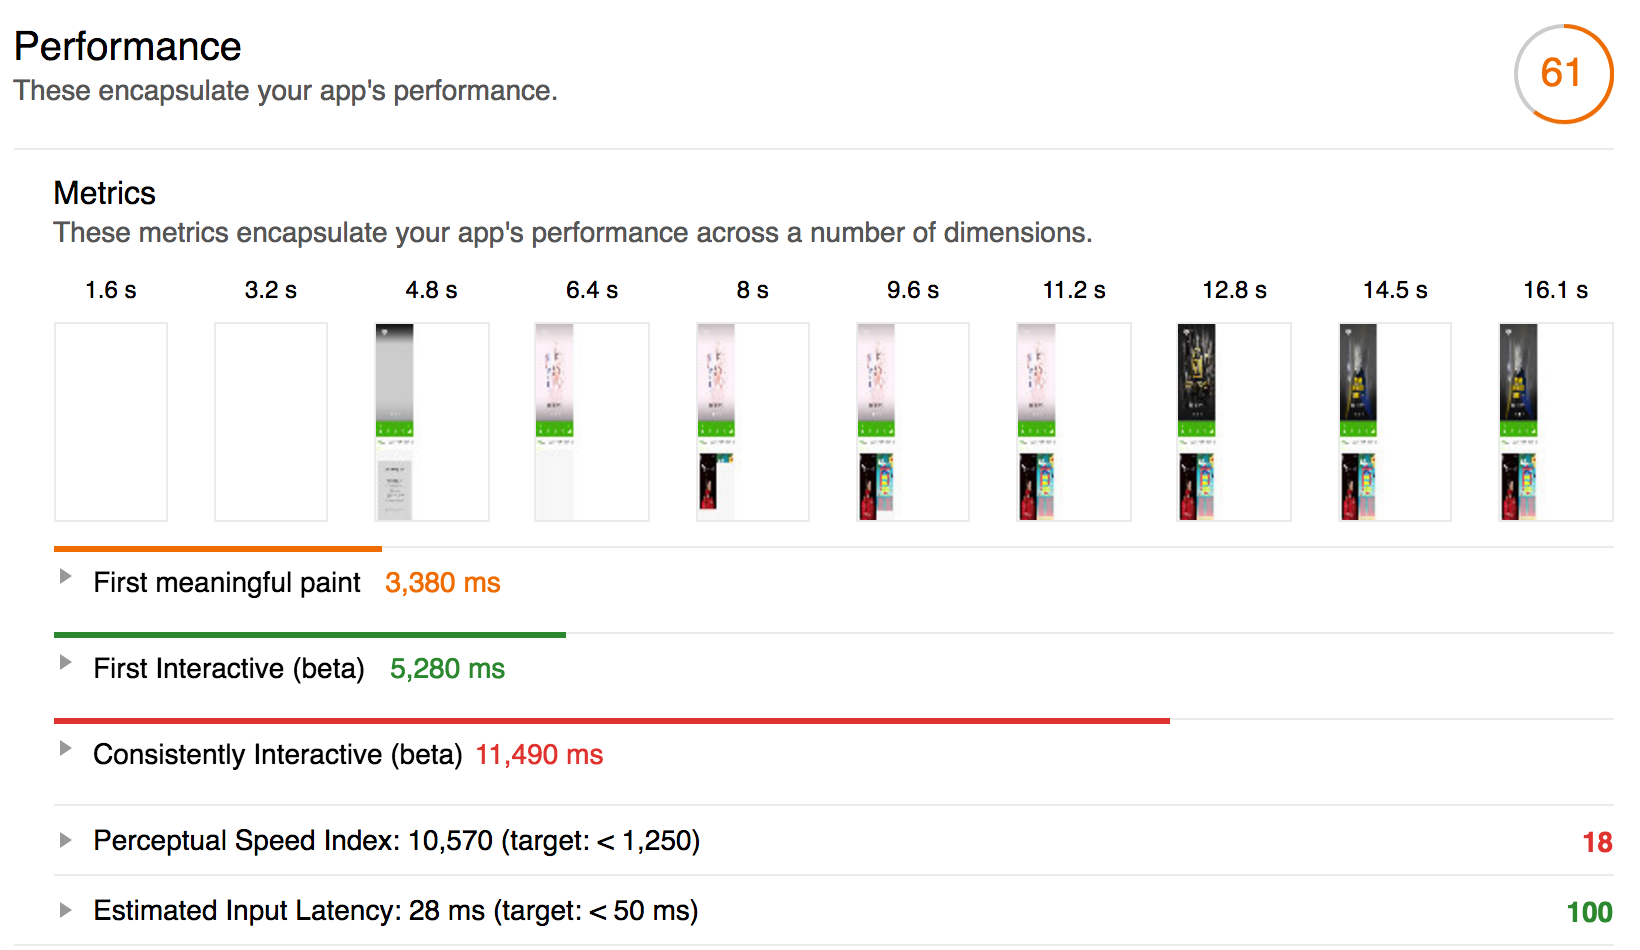 Performance
These encapsulate your app's performance.
61
Metrics
These metrics encapsulate your app's performance across a number of dimensions.
1.6 s 3.2 s 4.8 s 6.4 s 8 s 9.6 s 11.2 s 12.8 s 14.5 s 16.1 s
First meaningful paint 3,380 ms
First Interactive (beta) 5,280 ms
Consistently Interactive (beta) 11,490 ms
Perceptual Speed Index: 10,570 (target: < 1,250) 18
Estimated Input Latency: 28 ms (target: < 50 ms) 100